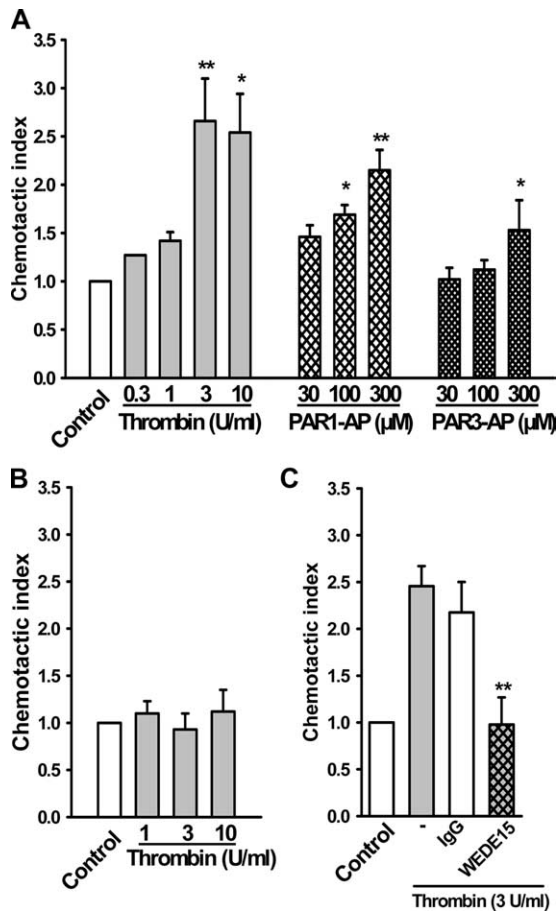 A
3.5
3.0
2.5
2.0
1.5
1.0
0.5
0.0
Chemotactic index
**
*
*
**
*
Control
0.3 1 3 10
Thrombin (U/ml)
30 100 300
PAR1-AP (µM)
30 100 300
PAR3-AP (µM)
B
3.5
3.0
2.5
2.0
1.5
1.0
0.5
0.0
Chemotactic index
Control
1 3 10
Thrombin (U/ml)
C
3.5
3.0
2.5
2.0
1.5
1.0
0.5
0.0
Chemotactic index
**
Control
-
IgG
WEDE15
Thrombin (3 U/ml)